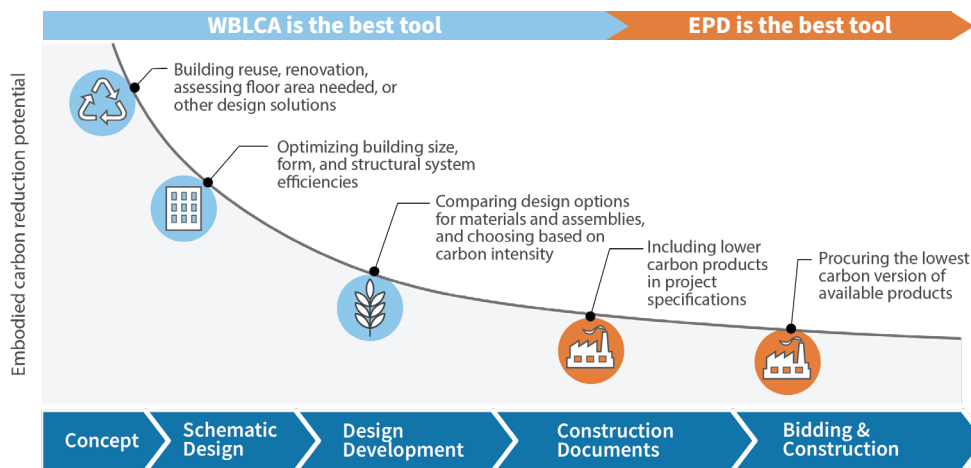 WBLCA is the best tool
EPD is the best tool
Embodied carbon reduction potential
Building reuse, renovation,
assessing floor area needed, or
other design solutions
Optimizing building size,
form, and structural system
efficiencies
Comparing design options
for materials and assemblies,
and choosing based on
carbon intensity
Including lower
carbon products
in project
specifications
Procuring the lowest
carbon version of
available products
Concept
Schematic
Design
Design
Development
Construction
Documents
Bidding &
Construction